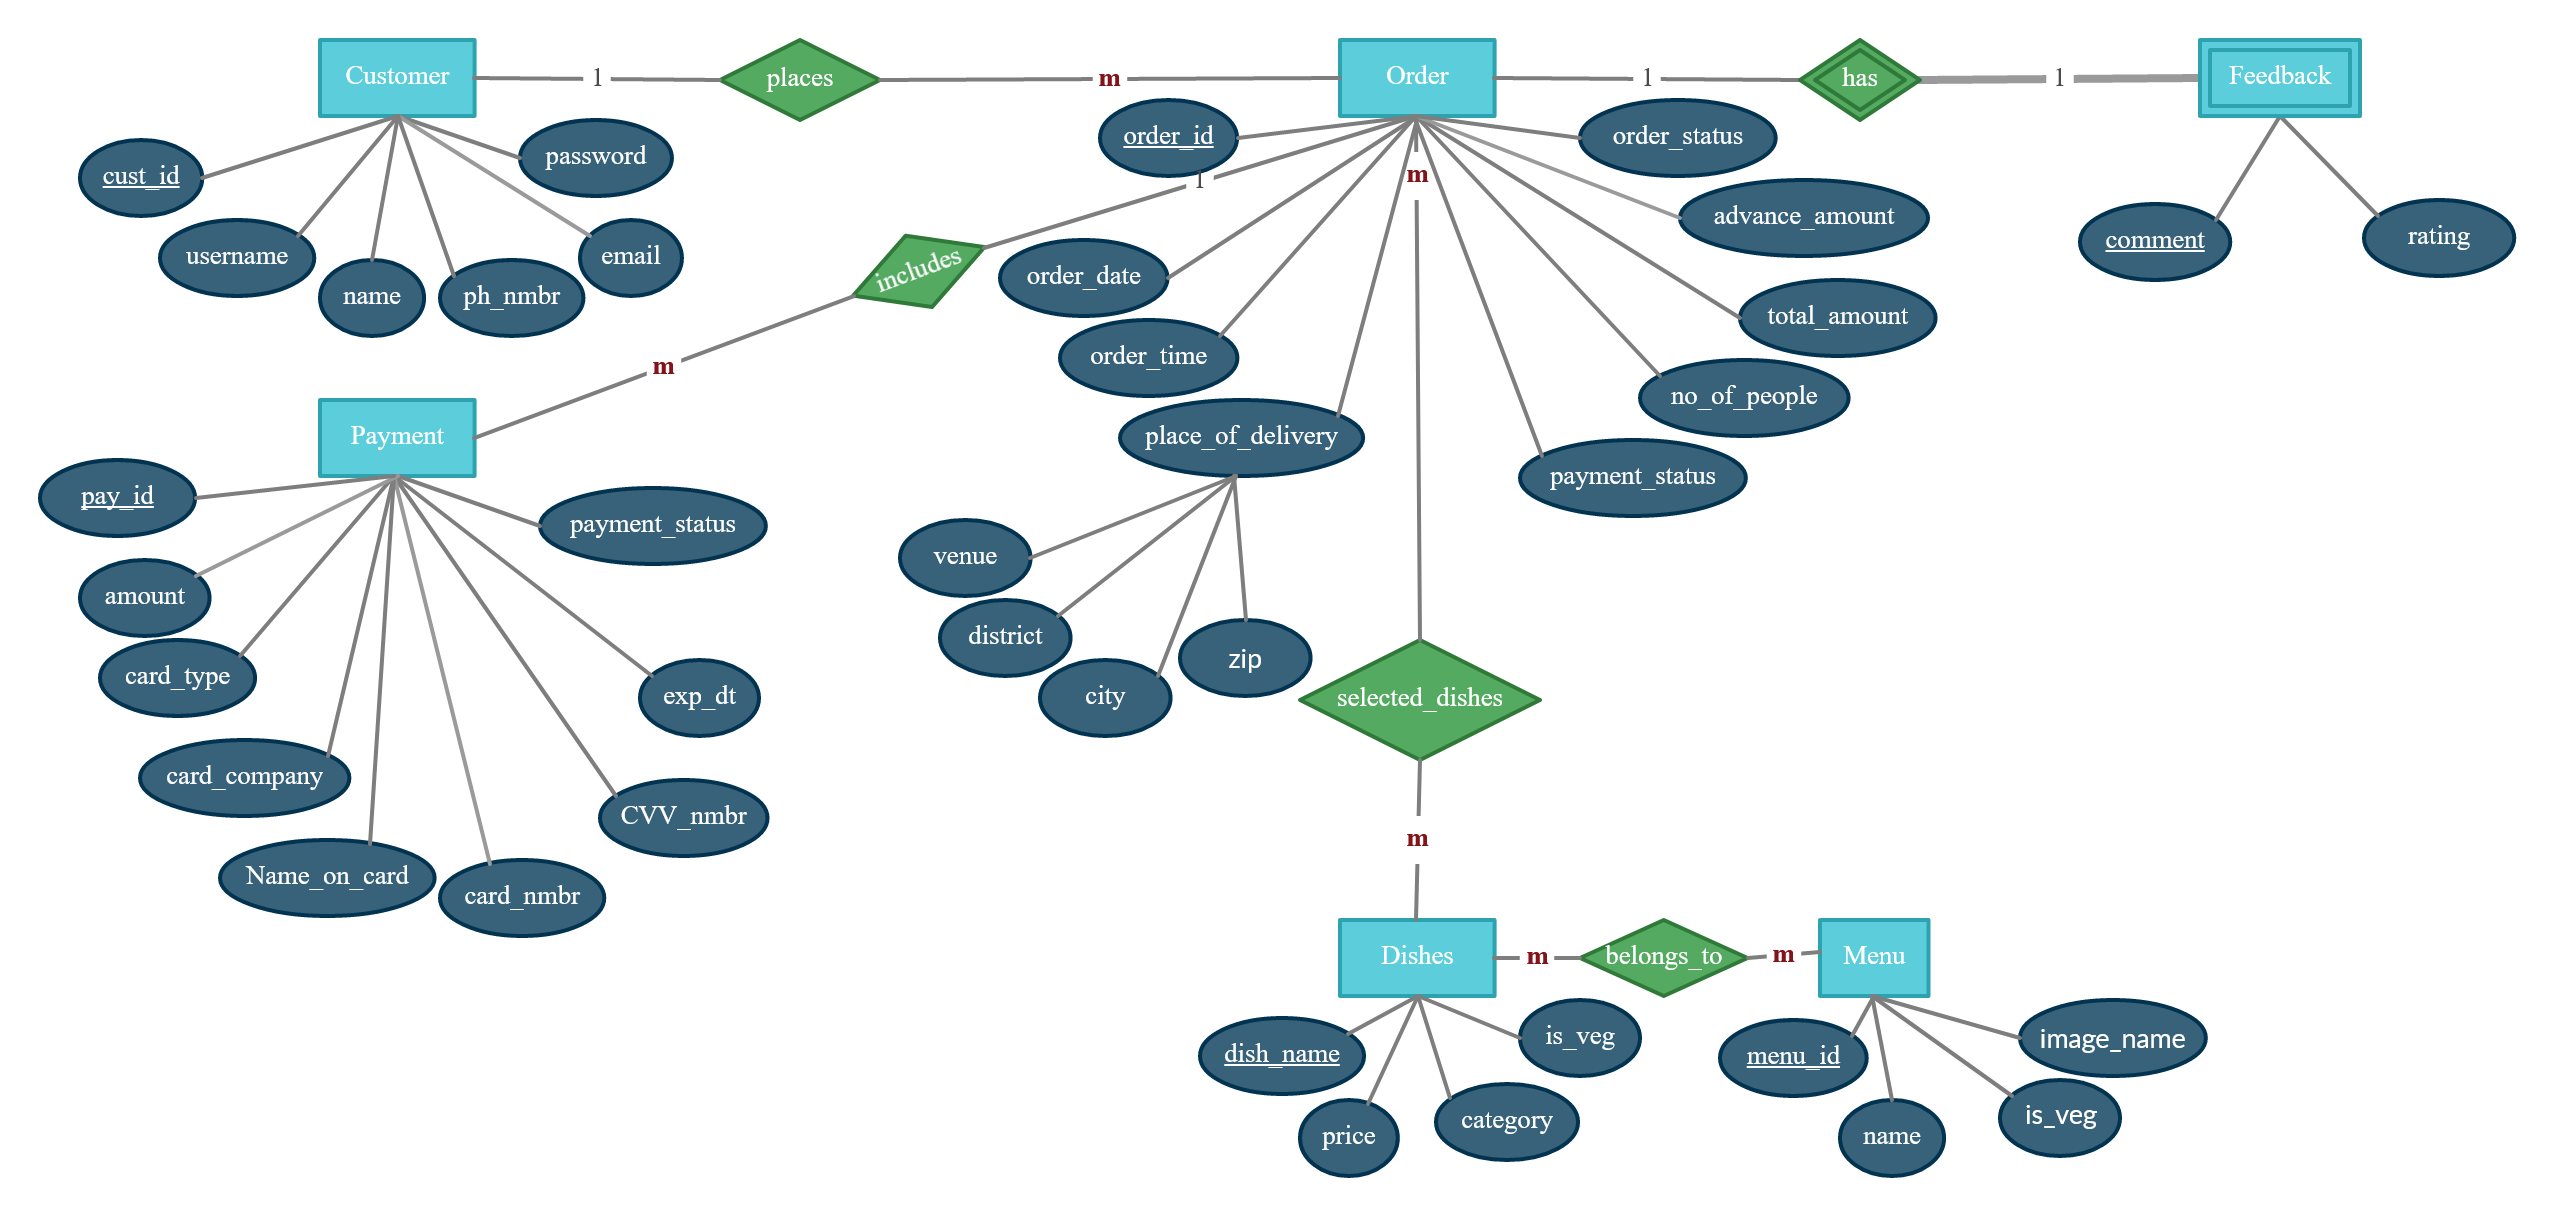 Customer
1
places
m
Order
1
has
1
Feedback
order_id
order_status
password
cust_id
m
1
advance_amount
comment
rating
username
email
includes
order_date
name
ph_nmbr
total_amount
order_time
m
no_of_people
Payment
place_of_delivery
payment_status
pay_id
payment_status
venue
amount
district
zip
card_type
exp_dt
city
selected_dishes
card_company
CVV_nmbr
m
Name_on_card
card_nmbr
Dishes
m
belongs_to
m
Menu
is_veg
image_name
dish_name
menu_id
category
is_veg
price
name